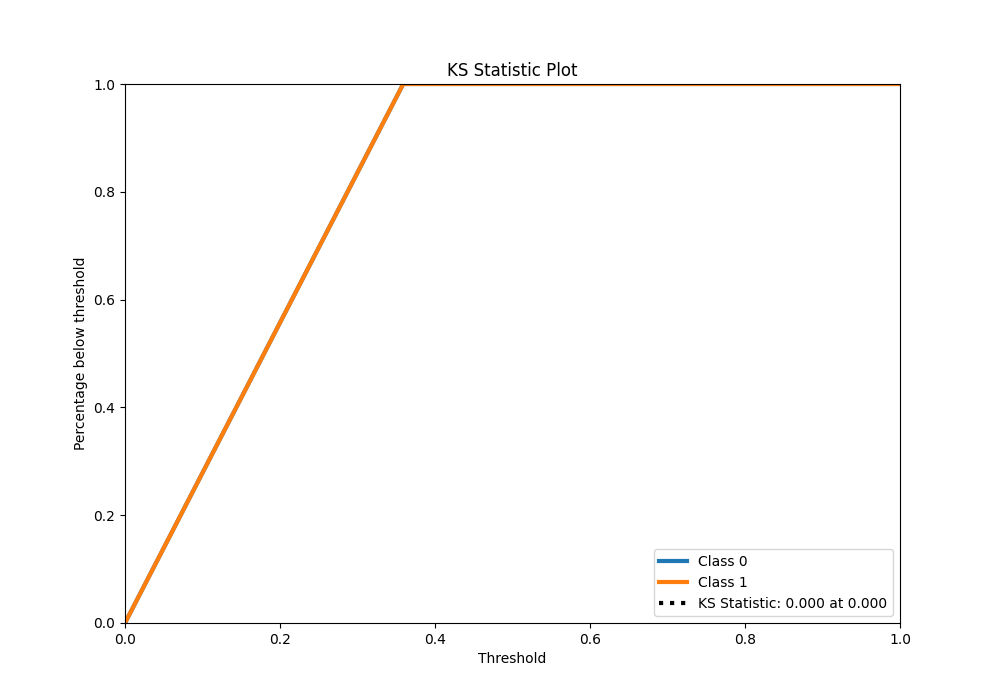 KS Statistic Plot
1.0
0.8
0.6
0.4
0.2
0.0
Percentage below threshold
0.0 0.2 0.4 0.6 0.8 1.0
Threshold
Class 0
Class 1
KS Statistic: 0.000 at 0.000